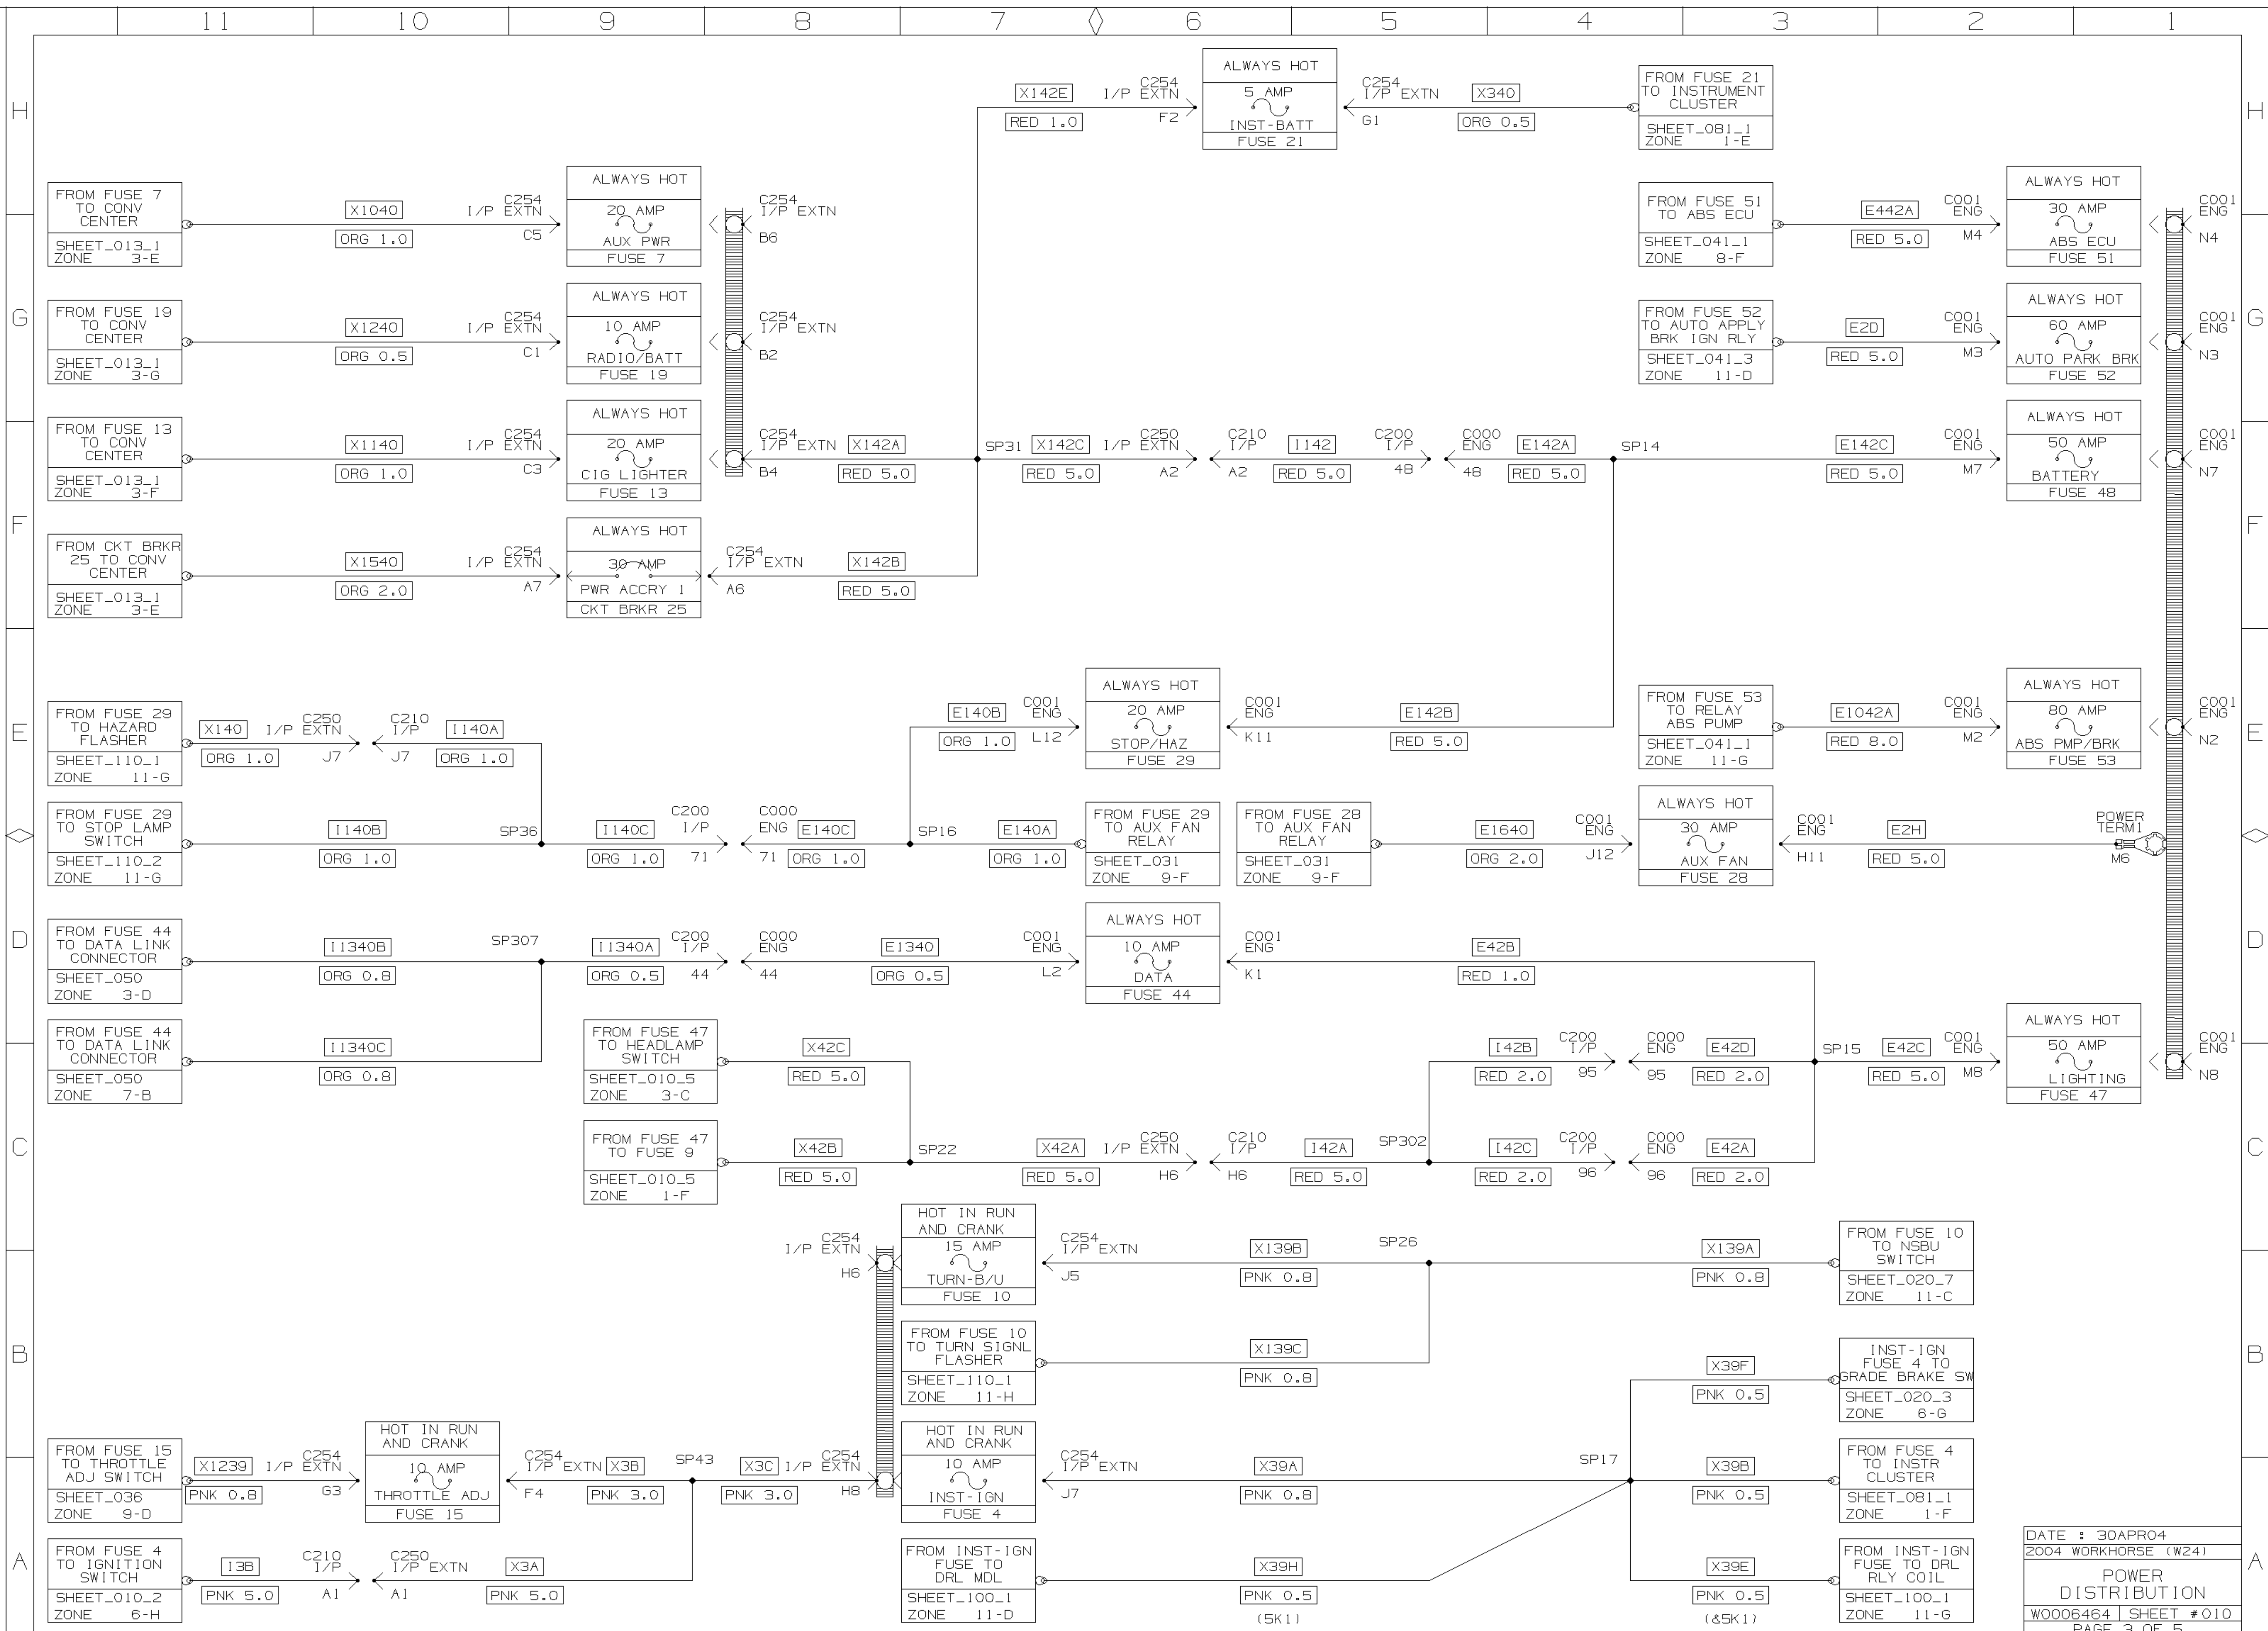 11 10 9 8 7 6 5 4 3 2 1
H
G
F
E
D
C
B
A
H
G
F
E
D
C
B
A
X142E
RED 1.0
I/P EXTN
C254
F2
ALWAYS HOT
5 AMP
INST-BATT
FUSE 21
C254
I/P EXTN
G1
X340
ORG 0.5
FROM FUSE 21
TO INSTRUMENT
CLUSTER
SHEET_081_1
ZONE 1-E
FROM FUSE 7
TO CONV
CENTER
SHEET_013_1
ZONE 3-E
X1040
ORG 1.0
C254
I/P EXTN
C5
ALWAYS HOT
20 AMP
AUX PWR
FUSE 7
C254
I/P EXTN
B6
FROM FUSE 51
TO ABS ECU
SHEET_041_1
ZONE 8-F
E442A
RED 5.0
C001
ENG
M4
ALWAYS HOT
30 AMP
ABS ECU
FUSE 51
C001
ENG
N4
FROM FUSE 19
TO CONV
CENTER
SHEET_013_1
ZONE 3-G
X1240
ORG 0.5
C254
I/P EXTN
C1
ALWAYS HOT
10 AMP
RADIO/BATT
FUSE 19
C254
I/P EXTN
B2
FROM FUSE 52
TO AUTO APPLY
BRK IGN RLY
SHEET_041_3
ZONE 11-D
E2D
RED 5.0
C001
ENG
M3
ALWAYS HOT
60 AMP
AUTO PARK BRK
FUSE 52
C001
ENG
N3
FROM FUSE 13
TO CONV
CENTER
SHEET_013_1
ZONE 3-F
X1140
ORG 1.0
C254
I/P EXTN
C3
ALWAYS HOT
20 AMP
CIG LIGHTER
FUSE 13
C254
I/P EXTN
B4
X142A
RED 5.0
SP31
X142C
RED 5.0
C250
I/P EXTN
A2
C210
I/P
A2
I142
RED 5.0
C200
I/P
48
C000
ENG
48
E142A
RED 5.0
SP14
E142C
RED 5.0
C001
ENG
M7
ALWAYS HOT
50 AMP
BATTERY
FUSE 48
C001
ENG
N7
FROM CKT BRKR
25 TO CONV
CENTER
SHEET_013_1
ZONE 3-E
X1540
ORG 2.0
C254
I/P EXTN
A7
ALWAYS HOT
30 AMP
PWR ACCRY 1
CKT BRKR 25
C254
I/P EXTN
A6
X142B
RED 5.0
FROM FUSE 29
TO HAZARD
FLASHER
SHEET_110_1
ZONE 11-G
X140
ORG 1.0
C250
I/P EXTN
J7
C210
I/P
J7
I140A
ORG 1.0
E140B
ORG 1.0
C001
ENG
L12
ALWAYS HOT
20 AMP
STOP/HAZ
FUSE 29
C001
ENG
K11
E142B
RED 5.0
FROM FUSE 53
TO RELAY
ABS PUMP
SHEET_041_1
ZONE 11-G
E1042A
RED 8.0
C001
ENG
M2
ALWAYS HOT
80 AMP
ABS PMP/BRK
FUSE 53
C001
ENG
N2
FROM FUSE 29
TO STOP LAMP
SWITCH
SHEET_110_2
ZONE 11-G
I140B
ORG 1.0
SP36
I140C
ORG 1.0
C200
I/P
71
C000
ENG
71
E140C
ORG 1.0
SP16
E140A
ORG 1.0
FROM FUSE 29
TO AUX FAN
RELAY
SHEET_031
ZONE 9-F
FROM FUSE 28
TO AUX FAN
RELAY
SHEET_031
ZONE 9-F
E1640
ORG 2.0
C001
ENG
J12
ALWAYS HOT
30 AMP
AUX FAN
FUSE 28
C001
ENG
H11
E2H
RED 5.0
POWER
TERM1
M6
FROM FUSE 44
TO DATA LINK
CONNECTOR
SHEET_050
ZONE 3-D
I1340B
ORG 0.8
SP307
I1340A
ORG 0.5
C200
I/P
44
C000
ENG
44
E1340
ORG 0.5
C001
ENG
L2
ALWAYS HOT
10 AMP
DATA
FUSE 44
C001
ENG
K1
E42B
RED 1.0
FROM FUSE 44
TO DATA LINK
CONNECTOR
SHEET_050
ZONE 7-B
I1340C
ORG 0.8
FROM FUSE 47
TO HEADLAMP
SWITCH
SHEET_010_5
ZONE 3-C
X42C
RED 5.0
I42B
RED 2.0
C200
I/P
95
C000
ENG
95
E42D
RED 2.0
SP15
E42C
RED 5.0
C001
ENG
M8
ALWAYS HOT
50 AMP
LIGHTING
FUSE 47
C001
ENG
N8
FROM FUSE 47
TO FUSE 9
SHEET_010_5
ZONE 1-F
X42B
RED 5.0
SP22
X42A
RED 5.0
C250
I/P EXTN
H6
C210
I/P
H6
I42A
RED 5.0
SP302
I42C
RED 2.0
C200
I/P
96
C000
ENG
96
E42A
RED 2.0
C254
I/P EXTN
H6
HOT IN RUN
AND CRANK
15 AMP
TURN-B/U
FUSE 10
C254
I/P EXTN
J5
X139B
PNK 0.8
SP26
X139A
PNK 0.8
FROM FUSE 10
TO NSBU
SWITCH
SHEET_020_7
ZONE 11-C
FROM FUSE 10
TO TURN SIGNL
FLASHER
SHEET_110_1
ZONE 11-H
X139C
PNK 0.8
X39F
PNK 0.5
INST-IGN
FUSE 4 TO
GRADE BRAKE SW
SHEET_020_3
ZONE 6-G
FROM FUSE 15
TO THROTTLE
ADJ SWITCH
SHEET_036
ZONE 9-D
X1239
PNK 0.8
C254
I/P EXTN
G3
HOT IN RUN
AND CRANK
10 AMP
THROTTLE ADJ
FUSE 15
C254
I/P EXTN
F4
X3B
PNK 3.0
SP43
X3C
PNK 3.0
C254
I/P EXTN
H8
HOT IN RUN
AND CRANK
10 AMP
INST-IGN
FUSE 4
C254
I/P EXTN
J7
X39A
PNK 0.8
SP17
X39B
PNK 0.5
FROM FUSE 4
TO INSTR
CLUSTER
SHEET_081_1
ZONE 1-F
FROM FUSE 4
TO IGNITION
SWITCH
SHEET_010_2
ZONE 6-H
I3B
PNK 5.0
C210
I/P
A1
C250
I/P EXTN
A1
X3A
PNK 5.0
FROM INST-IGN
FUSE TO
DRL MDL
SHEET_100_1
ZONE 11-D
X39H
PNK 0.5
(5K1)
X39E
PNK 0.5
(&5K1)
FROM INST-IGN
FUSE TO DRL
RLY COIL
SHEET_100_1
ZONE 11-G
DATE : 30APR04
2004 WORKHORSE (W24)
POWER
DISTRIBUTION
W0006464 SHEET #010
PAGE 3 OF 5